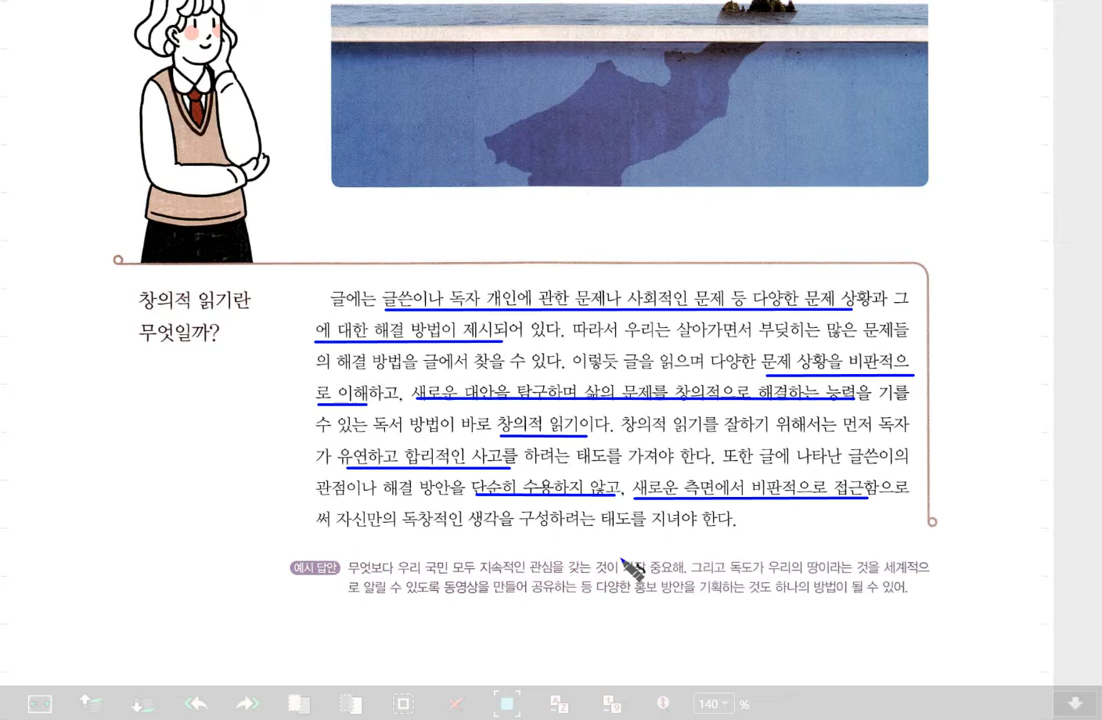 창의적 읽기란
무엇일까?
글에는 글쓴이나 독자 개인에 관한 문제나 사회적인 문제 등 다양한 문제 상황과 그
에 대한 해결 방법이 제시되어 있다. 따라서 우리는 살아가면서 부딪히는 많은 문제들
의 해결 방법을 글에서 찾을 수 있다. 이렇듯 글을 읽으며 다양한 문제 상황을 비판적으
로 이해하고, 새로운 대안을 탐구하며 삶의 문제를 창의적으로 해결하는 능력을 기를
수 있는 독서 방법이 바로 창의적 읽기이다. 창의적 읽기를 잘하기 위해서는 먼저 독자
가 유연하고 합리적인 사고를 하려는 태도를 가져야 한다. 또한 글에 나타난 글쓴이의
관점이나 해결 방안을 단순히 수용하지 않고, 새로운 측면에서 비판적으로 접근함으로
써 자신만의 독창적인 생각을 구성하려는 태도를 지녀야 한다.
예시 답안 무엇보다 우리 국민 모두 지속적인 관심을 갖는 것이 중요해. 그리고 독도가 우리의 땅이라는 것을 세계적으
로 알릴 수 있도록 동영상을 만들어 공유하는 등 다양한 홍보 방안을 기획하는 것도 하나의 방법이 될 수 있어.
140 %